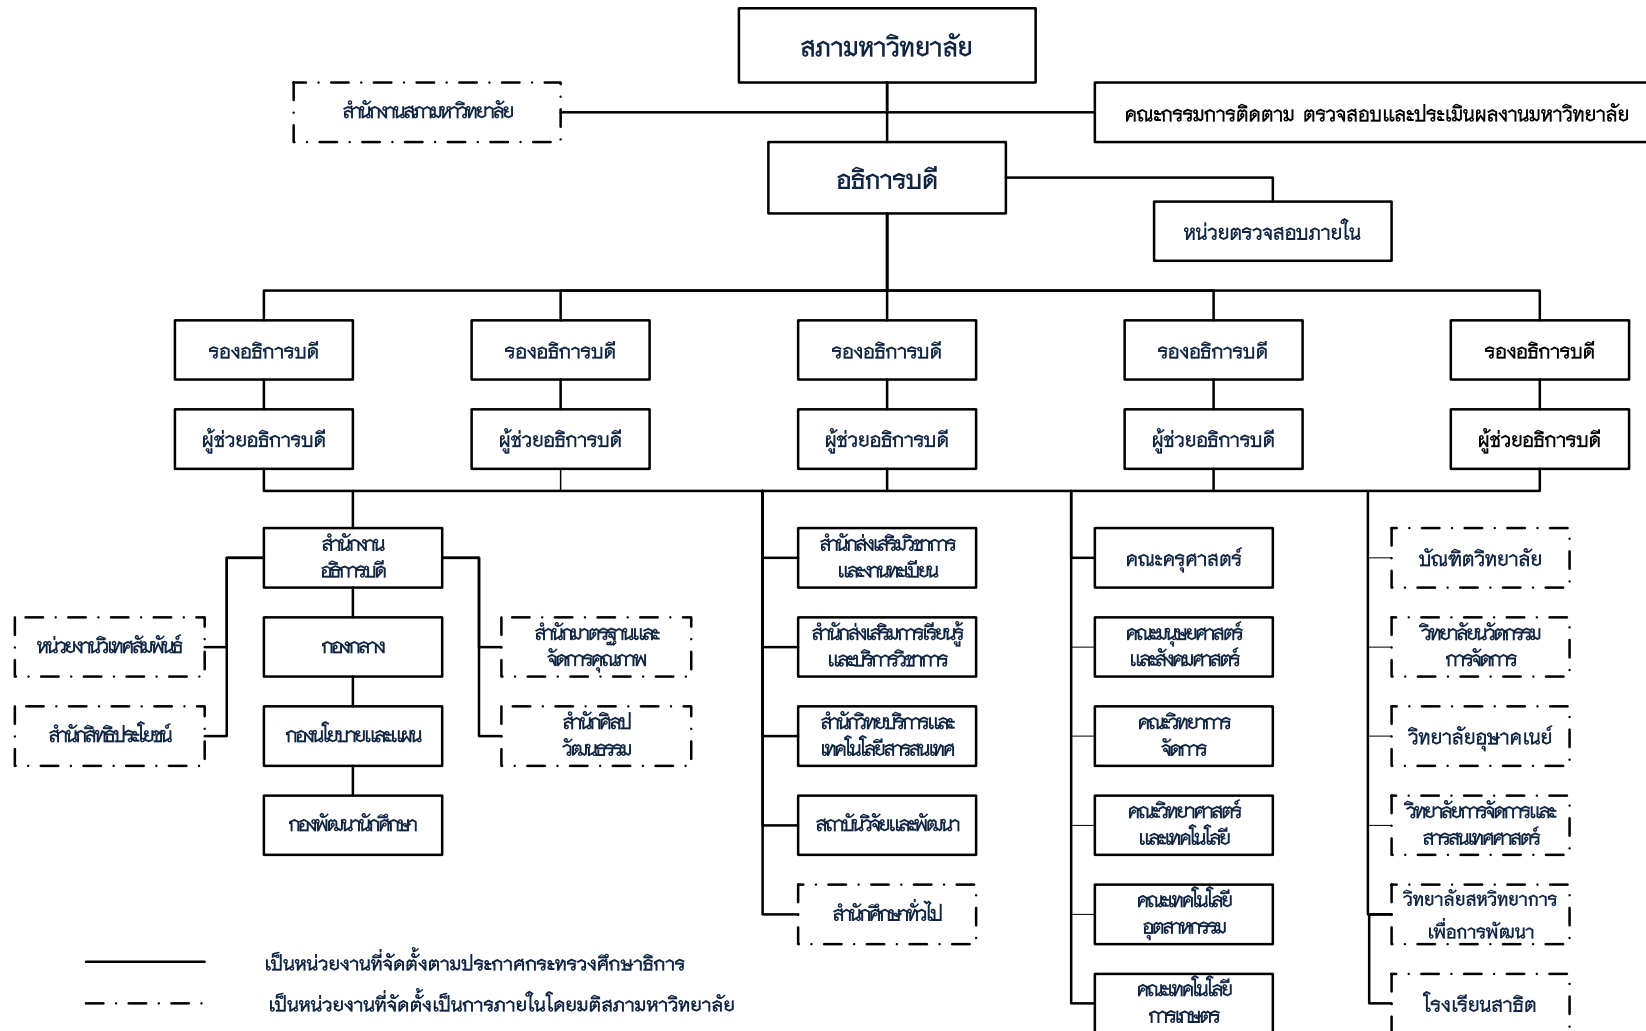 สภามหาวิทยาลัย
สำนักงานสภามหาวิทยาลัย
คณะกรรมการติดตาม ตรวจสอบและประเมินผลงานมหาวิทยาลัย
อธิการบดี
หน่วยตรวจสอบภายใน
รองอธิการบดี
รองอธิการบดี
รองอธิการบดี
รองอธิการบดี
รองอธิการบดี
ผู้ช่วยอธิการบดี
ผู้ช่วยอธิการบดี
ผู้ช่วยอธิการบดี
ผู้ช่วยอธิการบดี
ผู้ช่วยอธิการบดี
สำนักงาน
อธิการบดี
หน่วยงานวิเทศสัมพันธ์
สำนักสิทธิประโยชน์
กองกลาง
กองนโยบายและแผน
กองพัฒนานักศึกษา
สำนักมาตรฐานและ
จัดการคุณภาพ
สำนักศิลป
วัฒนธรรม
สำนักส่งเสริมวิชาการ
และงานทะเบียน
สำนักส่งเสริมการเรียนรู้
และบริการวิชาการ
สำนักวิทยบริการและ
เทคโนโลยีสารสนเทศ
สถาบันวิจัยและพัฒนา
สำนักศึกษาทั่วไป
คณะครุศาสตร์
คณะมนุษยศาสตร์
และสังคมศาสตร์
คณะวิทยาการ
จัดการ
คณะวิทยาศาสตร์
และเทคโนโลยี
คณะเทคโนโลยี
อุตสาหกรรม
คณะเทคโนโลยี
การเกษตร
บัณฑิตวิทยาลัย
วิทยาลัยนวัตกรรม
การจัดการ
วิทยาลัยอุษาคเนย์
วิทยาลัยการจัดการและ
สารสนเทศศาสตร์
วิทยาลัยสหวิทยาการ
เพื่อการพัฒนา
โรงเรียนสาธิต
เป็นหน่วยงานที่จัดตั้งตามประกาศกระทรวงศึกษาธิการ
เป็นหน่วยงานที่จัดตั้งเป็นการภายในโดยมติสภามหาวิทยาลัย